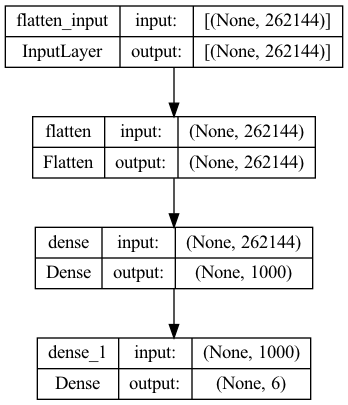 flatten_input input: [(None, 262144)]
InputLayer output: [(None, 262144)]
flatten input: (None, 262144)
Flatten output: (None, 262144)
dense input: (None, 262144)
Dense output: (None, 1000)
dense_1 input: (None, 1000)
Dense output: (None, 6)